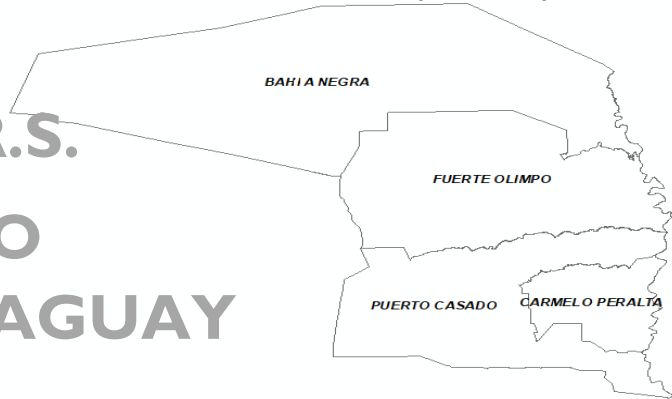 BAHIA NEGRA
R.S.
FUERTE OLIMPO
O
PUERTO CASADO
CARMELO PERALTA
AGUAY